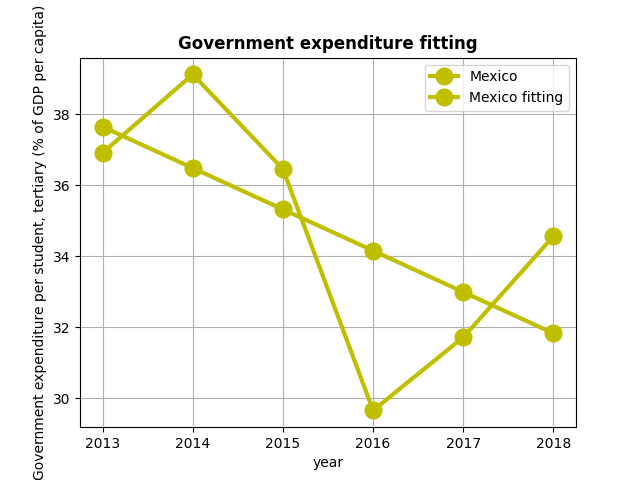 Government expenditure fitting
Government expenditure per student, tertiary (% of GDP per capita)
Mexico
Mexico fitting
38
36
34
32
30
2013 2014 2015 2016 2017 2018
year